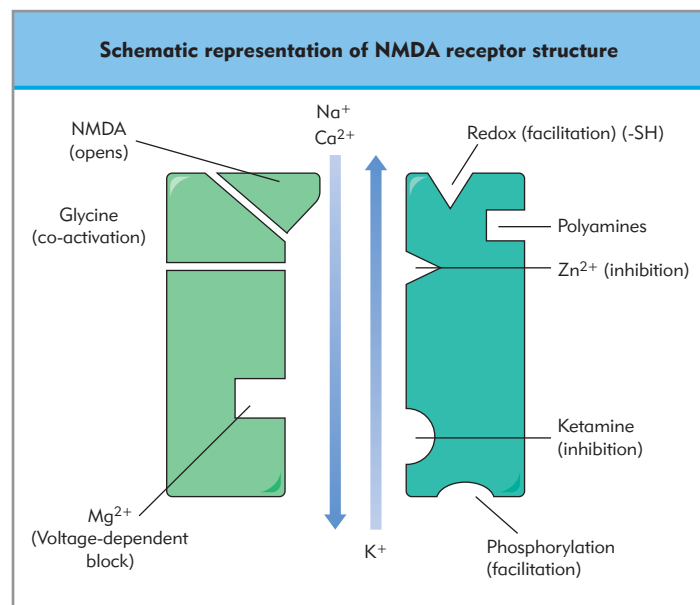 Schematic representation of NMDA receptor structure
NMDA
(opens)
Na⁺
Ca²⁺
Redox (facilitation) (-SH)
Glycine
(co-activation)
Polyamines
Zn²⁺ (inhibition)
Ketamine
(inhibition)
Mg²⁺
(Voltage-dependent
block)
K⁺
Phosphorylation
(facilitation)